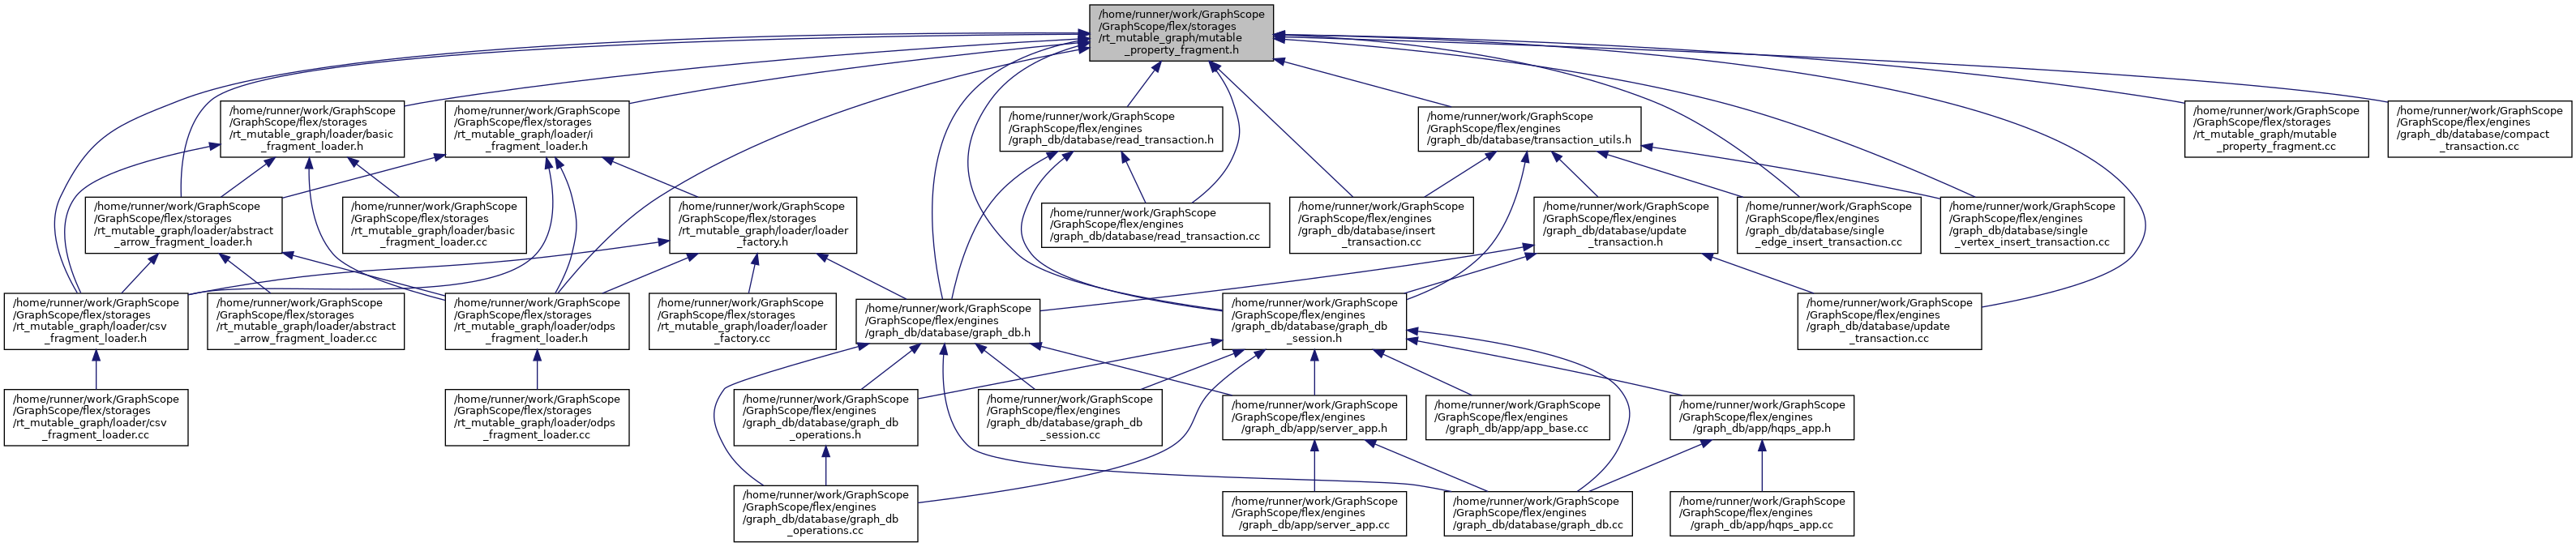 /home/runner/work/GraphScope
/GraphScope/flex/storages
/rt_mutable_graph/mutable
_property_fragment.h
/home/runner/work/GraphScope
/GraphScope/flex/storages
/rt_mutable_graph/loader/basic
_fragment_loader.h
/home/runner/work/GraphScope
/GraphScope/flex/storages
/rt_mutable_graph/loader/i
_fragment_loader.h
/home/runner/work/GraphScope
/GraphScope/flex/engines
/graph_db/database/read_transaction.h
/home/runner/work/GraphScope
/GraphScope/flex/engines
/graph_db/database/transaction_utils.h
/home/runner/work/GraphScope
/GraphScope/flex/storages
/rt_mutable_graph/mutable
_property_fragment.cc
/home/runner/work/GraphScope
/GraphScope/flex/engines
/graph_db/database/compact
_transaction.cc
/home/runner/work/GraphScope
/GraphScope/flex/storages
/rt_mutable_graph/loader/abstract
_arrow_fragment_loader.h
/home/runner/work/GraphScope
/GraphScope/flex/storages
/rt_mutable_graph/loader/basic
_fragment_loader.cc
/home/runner/work/GraphScope
/GraphScope/flex/storages
/rt_mutable_graph/loader/loader
_factory.h
/home/runner/work/GraphScope
/GraphScope/flex/engines
/graph_db/database/read_transaction.cc
/home/runner/work/GraphScope
/GraphScope/flex/engines
/graph_db/database/insert
_transaction.cc
/home/runner/work/GraphScope
/GraphScope/flex/engines
/graph_db/database/update
_transaction.h
/home/runner/work/GraphScope
/GraphScope/flex/engines
/graph_db/database/single
_edge_insert_transaction.cc
/home/runner/work/GraphScope
/GraphScope/flex/engines
/graph_db/database/single
_vertex_insert_transaction.cc
/home/runner/work/GraphScope
/GraphScope/flex/storages
/rt_mutable_graph/loader/csv
_fragment_loader.h
/home/runner/work/GraphScope
/GraphScope/flex/storages
/rt_mutable_graph/loader/abstract
_arrow_fragment_loader.cc
/home/runner/work/GraphScope
/GraphScope/flex/storages
/rt_mutable_graph/loader/odps
_fragment_loader.h
/home/runner/work/GraphScope
/GraphScope/flex/storages
/rt_mutable_graph/loader/loader
_factory.cc
/home/runner/work/GraphScope
/GraphScope/flex/engines
/graph_db/database/graph_db.h
/home/runner/work/GraphScope
/GraphScope/flex/engines
/graph_db/database/graph_db
_session.h
/home/runner/work/GraphScope
/GraphScope/flex/engines
/graph_db/database/update
_transaction.cc
/home/runner/work/GraphScope
/GraphScope/flex/storages
/rt_mutable_graph/loader/csv
_fragment_loader.cc
/home/runner/work/GraphScope
/GraphScope/flex/storages
/rt_mutable_graph/loader/odps
_fragment_loader.cc
/home/runner/work/GraphScope
/GraphScope/flex/engines
/graph_db/database/graph_db
_operations.h
/home/runner/work/GraphScope
/GraphScope/flex/engines
/graph_db/database/graph_db
_session.cc
/home/runner/work/GraphScope
/GraphScope/flex/engines
/graph_db/app/server_app.h
/home/runner/work/GraphScope
/GraphScope/flex/engines
/graph_db/app/app_base.cc
/home/runner/work/GraphScope
/GraphScope/flex/engines
/graph_db/app/hqps_app.h
/home/runner/work/GraphScope
/GraphScope/flex/engines
/graph_db/database/graph_db
_operations.cc
/home/runner/work/GraphScope
/GraphScope/flex/engines
/graph_db/app/server_app.cc
/home/runner/work/GraphScope
/GraphScope/flex/engines
/graph_db/database/graph_db.cc
/home/runner/work/GraphScope
/GraphScope/flex/engines
/graph_db/app/hqps_app.cc